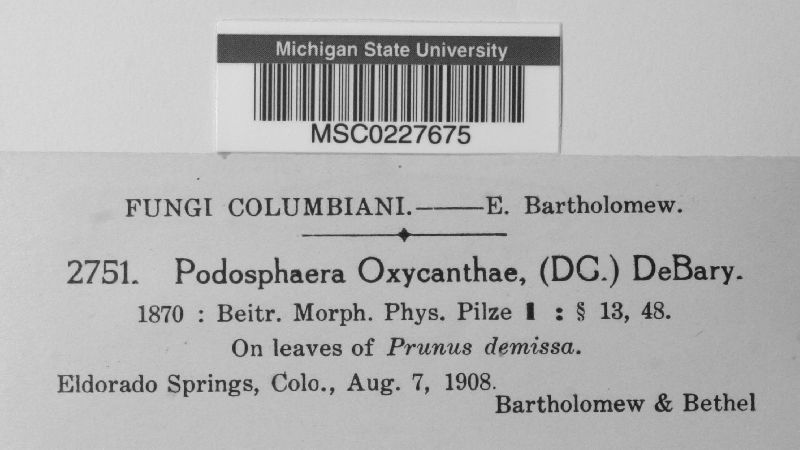 Michigan State University
MSC0227675
FUNGI COLUMBIANI.——E. Bartholomew.
2751. Podosphaera Oxycanthae, (DC.) DeBary.
1870 : Beitr. Morph. Phys. Pilze 1 : § 13, 48.
On leaves of Prunus demissa.
Eldorado Springs, Colo., Aug. 7, 1908.
Bartholomew & Bethel